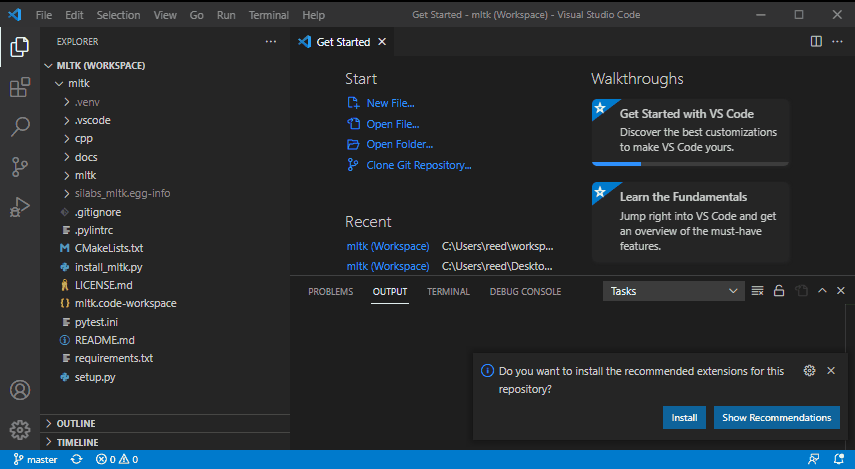 File Edit Selection View Go Run Terminal Help Get Started - mltk (Workspace) - Visual Studio Code
EXPLORER
MLTK (WORKSPACE)
mltk
.venv
.vscode
cpp
docs
mltk
silabs_mltk.egg-info
.gitignore
.pylintrc
CMakeLists.txt
install_mltk.py
LICENSE.md
mltk.code-workspace
pytest.ini
README.md
requirements.txt
setup.py
OUTLINE
TIMELINE
Get Started
Start
New File...
Open File...
Open Folder...
Clone Git Repository...
Recent
mltk (Workspace) C:\Users\reed\worksp...
mltk (Workspace) C:\Users\reed\Deskto...
Walkthroughs
Get Started with VS Code
Discover the best customizations
to make VS Code yours.
Learn the Fundamentals
Jump right into VS Code and get
an overview of the must-have
features.
PROBLEMS OUTPUT TERMINAL DEBUG CONSOLE Tasks
Do you want to install the recommended extensions for this
repository?
Install Show Recommendations
master 0 0